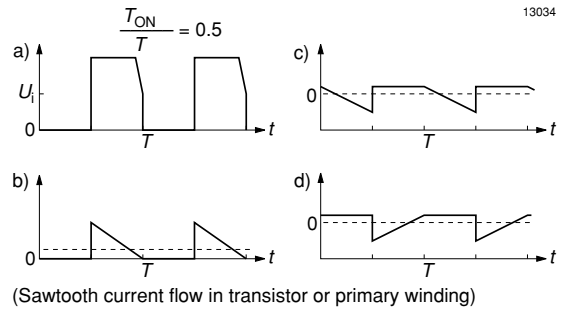 13034
T_ON / T = 0.5
a)
U_i
0
T
t
c)
0
T
t
b)
0
T
t
d)
0
T
t
(Sawtooth current flow in transistor or primary winding)